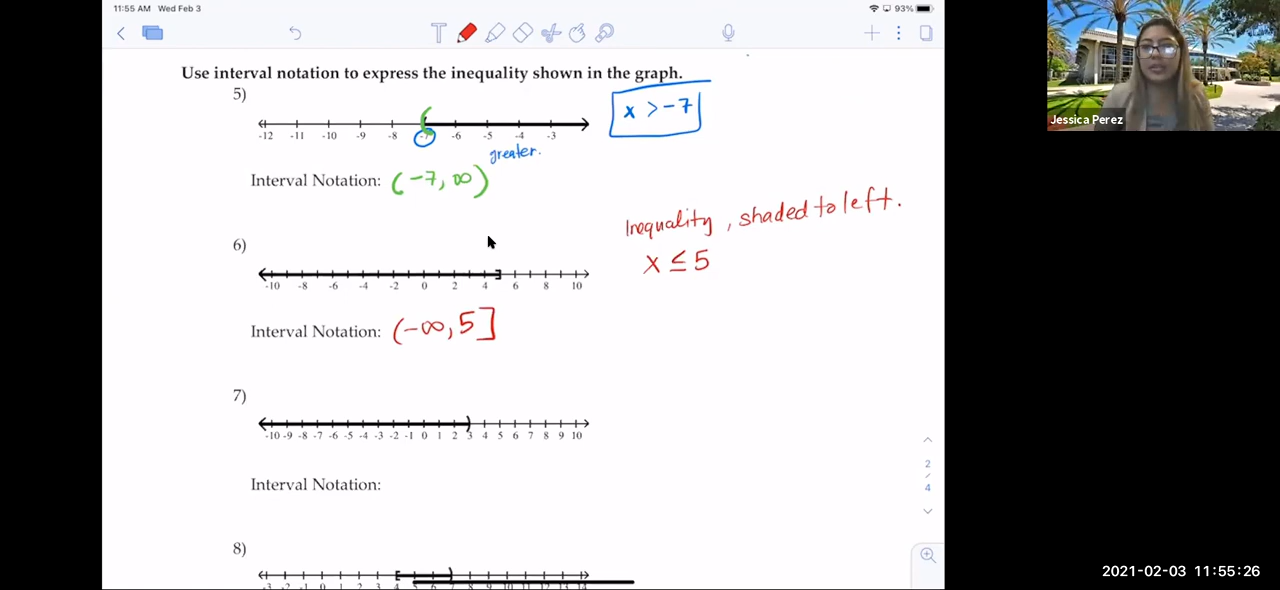 11:55 AM Wed Feb 3
93%
Use interval notation to express the inequality shown in the graph.
5)
x > -7
-12 -11 -10 -9 -8 -7 -6 -5 -4 -3
greater.
Interval Notation: (-7, ∞)
Inequality, shaded to left.
x ≤ 5
6)
-10 -8 -6 -4 -2 0 2 4 6 8 10
Interval Notation: (-∞, 5]
7)
-10 -9 -8 -7 -6 -5 -4 -3 -2 -1 0 1 2 3 4 5 6 7 8 9 10
Interval Notation:
8)
2
/
4
Jessica Perez
2021-02-03 11:55:26